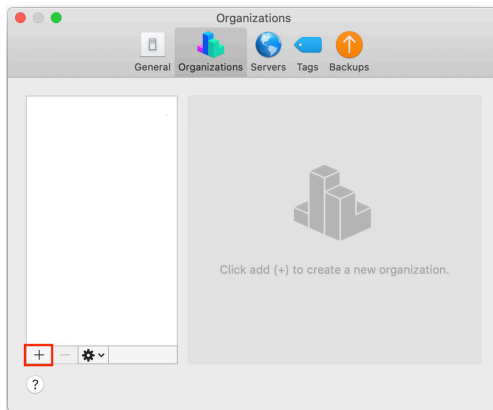 Organizations
General Organizations Servers Tags Backups
Click add (+) to create a new organization.
+ −
?